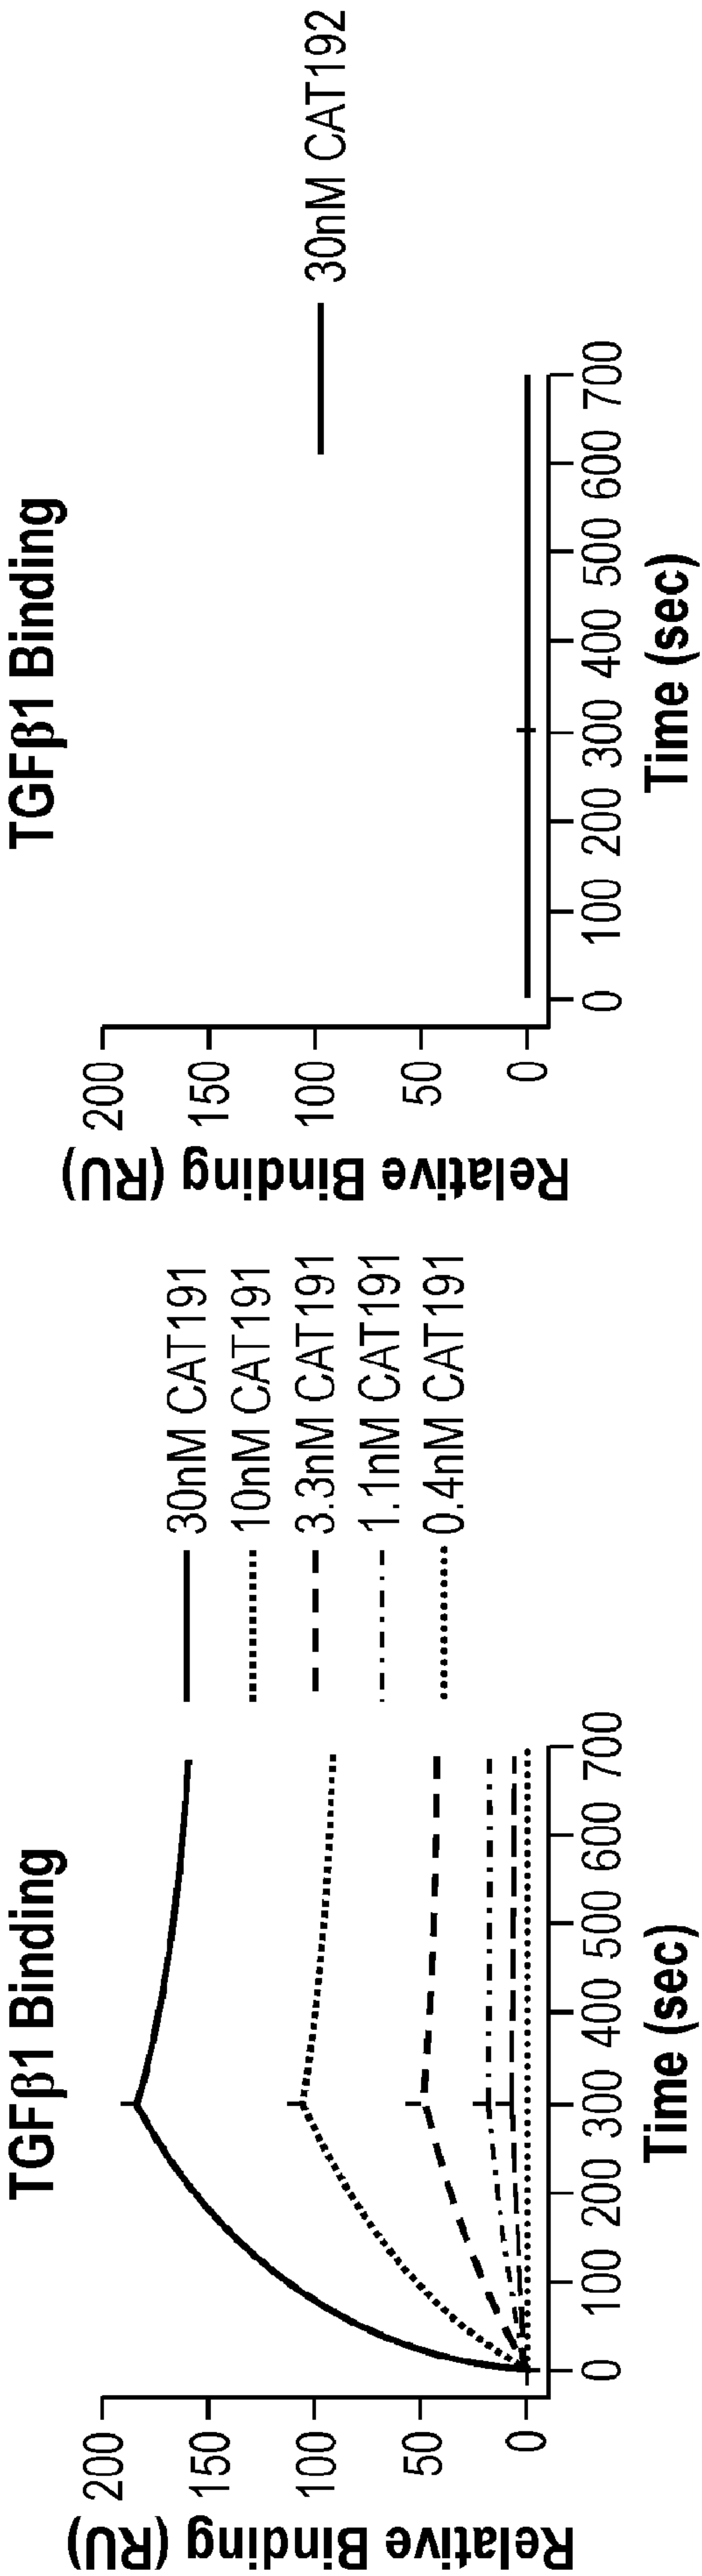 TGFβ1 Binding
Relative Binding (RU)
200
150
100
50
0
0 100 200 300 400 500 600 700
Time (sec)
30nM CAT191
10nM CAT191
3.3nM CAT191
1.1nM CAT191
0.4nM CAT191
TGFβ1 Binding
Relative Binding (RU)
200
150
100
50
0
0 100 200 300 400 500 600 700
Time (sec)
30nM CAT192